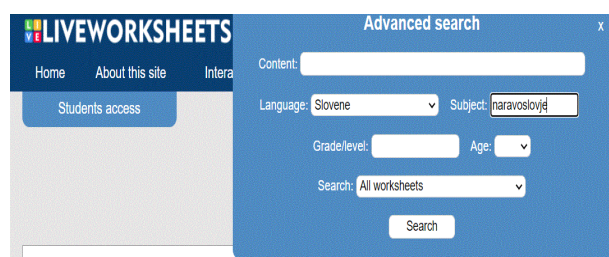 LIVE LIVEWORKSHEETS
Advanced search
x
Home About this site Intera
Content:
Students access
Language: Slovene Subject: naravoslovje
Grade/level: Age:
Search: All worksheets
Search